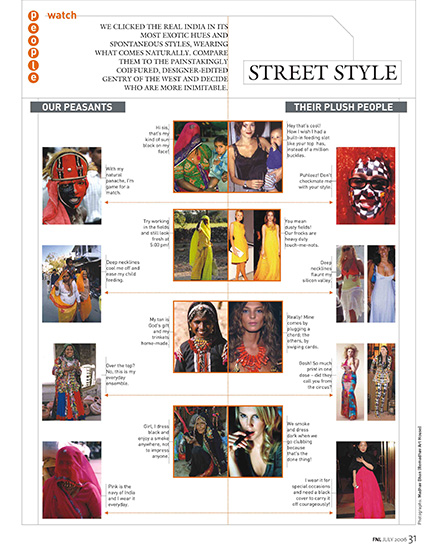 people
watch
WE CLICKED THE REAL INDIA IN ITS
MOST EXOTIC HUES AND
SPONTANEOUS STYLES, WEARING
WHAT COMES NATURALLY. COMPARE
THEM TO THE PAINSTAKINGLY
COIFFURED, DESIGNER-EDITED
GENTRY OF THE WEST AND DECIDE
WHO ARE MORE INIMITABLE.
STREET STYLE
OUR PEASANTS
THEIR PLUSH PEOPLE
Hi sis,
that's my
kind of sun
block on my
face!
Hey that's cool!
How I wish I had a
built-in feeding slot
like your top has,
instead of a million
buckles.
With my
natural
panache, I'm
game for a
match.
Puhleez! Don't
checkmate me
with your style.
Try working
in the fields
and still look
fresh at
5:00 pm!
You mean
dusty fields!
Our frocks are
heavy duty
touch-me-nots.
Deep necklines
cool me off and
ease my child
feeding.
Deep
necklines
flaunt my
silicon valley.
My tan is
God's gift
and my
trinkets
home-made.
Really! Mine
comes by
plugging a
chord; the
others, by
swiping cards.
Over the top?
No, this is my
everyday
ensemble.
Oooh! So much
print in one
dose – did they
call you from
the circus?
Girl, I dress
black and
enjoy a smoke
anywhere, not
to impress
anyone.
We smoke
and dress
dark when we
go clubbing
because
that's the
done thing!
Pink is the
navy of India
and I wear it
everyday.
I wear it for
special occasions
and need a black
cover to carry it
off courageously!
FNL JULY 2008 31